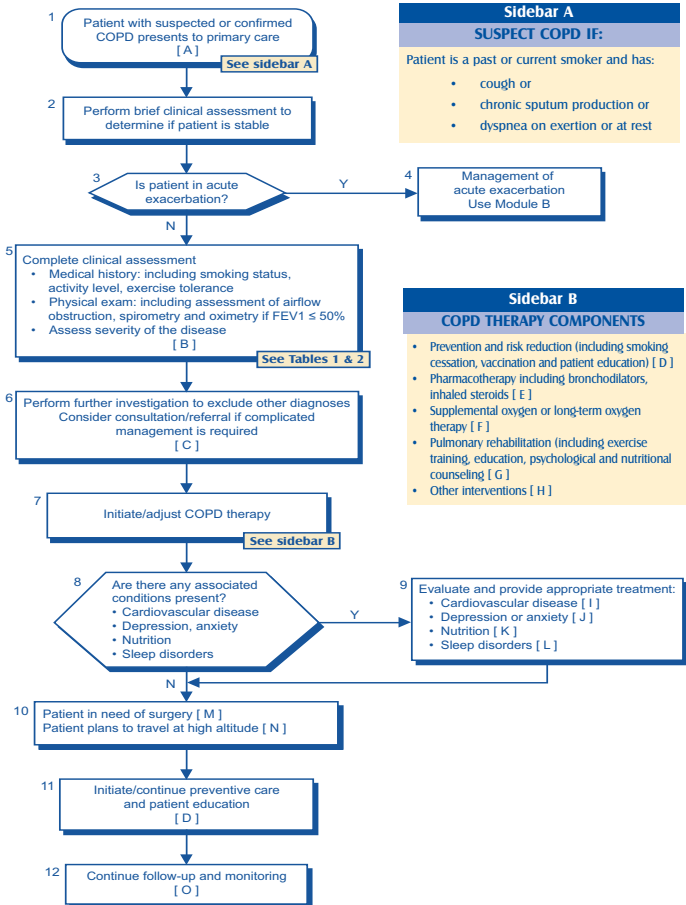 1
Patient with suspected or confirmed
COPD presents to primary care
[ A ]
See sidebar A
Sidebar A
SUSPECT COPD IF:
Patient is a past or current smoker and has:
• cough or
• chronic sputum production or
• dyspnea on exertion or at rest
2
Perform brief clinical assessment to
determine if patient is stable
3
Is patient in acute
exacerbation?
Y
N
4
Management of
acute exacerbation
Use Module B
5
Complete clinical assessment
• Medical history: including smoking status,
activity level, exercise tolerance
• Physical exam: including assessment of airflow
obstruction, spirometry and oximetry if FEV1 ≤ 50%
• Assess severity of the disease
[ B ]
See Tables 1 & 2
Sidebar B
COPD THERAPY COMPONENTS
• Prevention and risk reduction (including smoking
cessation, vaccination and patient education) [ D ]
• Pharmacotherapy including bronchodilators,
inhaled steroids [ E ]
• Supplemental oxygen or long-term oxygen
therapy [ F ]
• Pulmonary rehabilitation (including exercise
training, education, psychological and nutritional
counseling [ G ]
• Other interventions [ H ]
6
Perform further investigation to exclude other diagnoses
Consider consultation/referral if complicated
management is required
[ C ]
7
Initiate/adjust COPD therapy
See sidebar B
8
Are there any associated
conditions present?
• Cardiovascular disease
• Depression, anxiety
• Nutrition
• Sleep disorders
Y
N
9
Evaluate and provide appropriate treatment:
• Cardiovascular disease [ I ]
• Depression or anxiety [ J ]
• Nutrition [ K ]
• Sleep disorders [ L ]
10
Patient in need of surgery [ M ]
Patient plans to travel at high altitude [ N ]
11
Initiate/continue preventive care
and patient education
[ D ]
12
Continue follow-up and monitoring
[ O ]